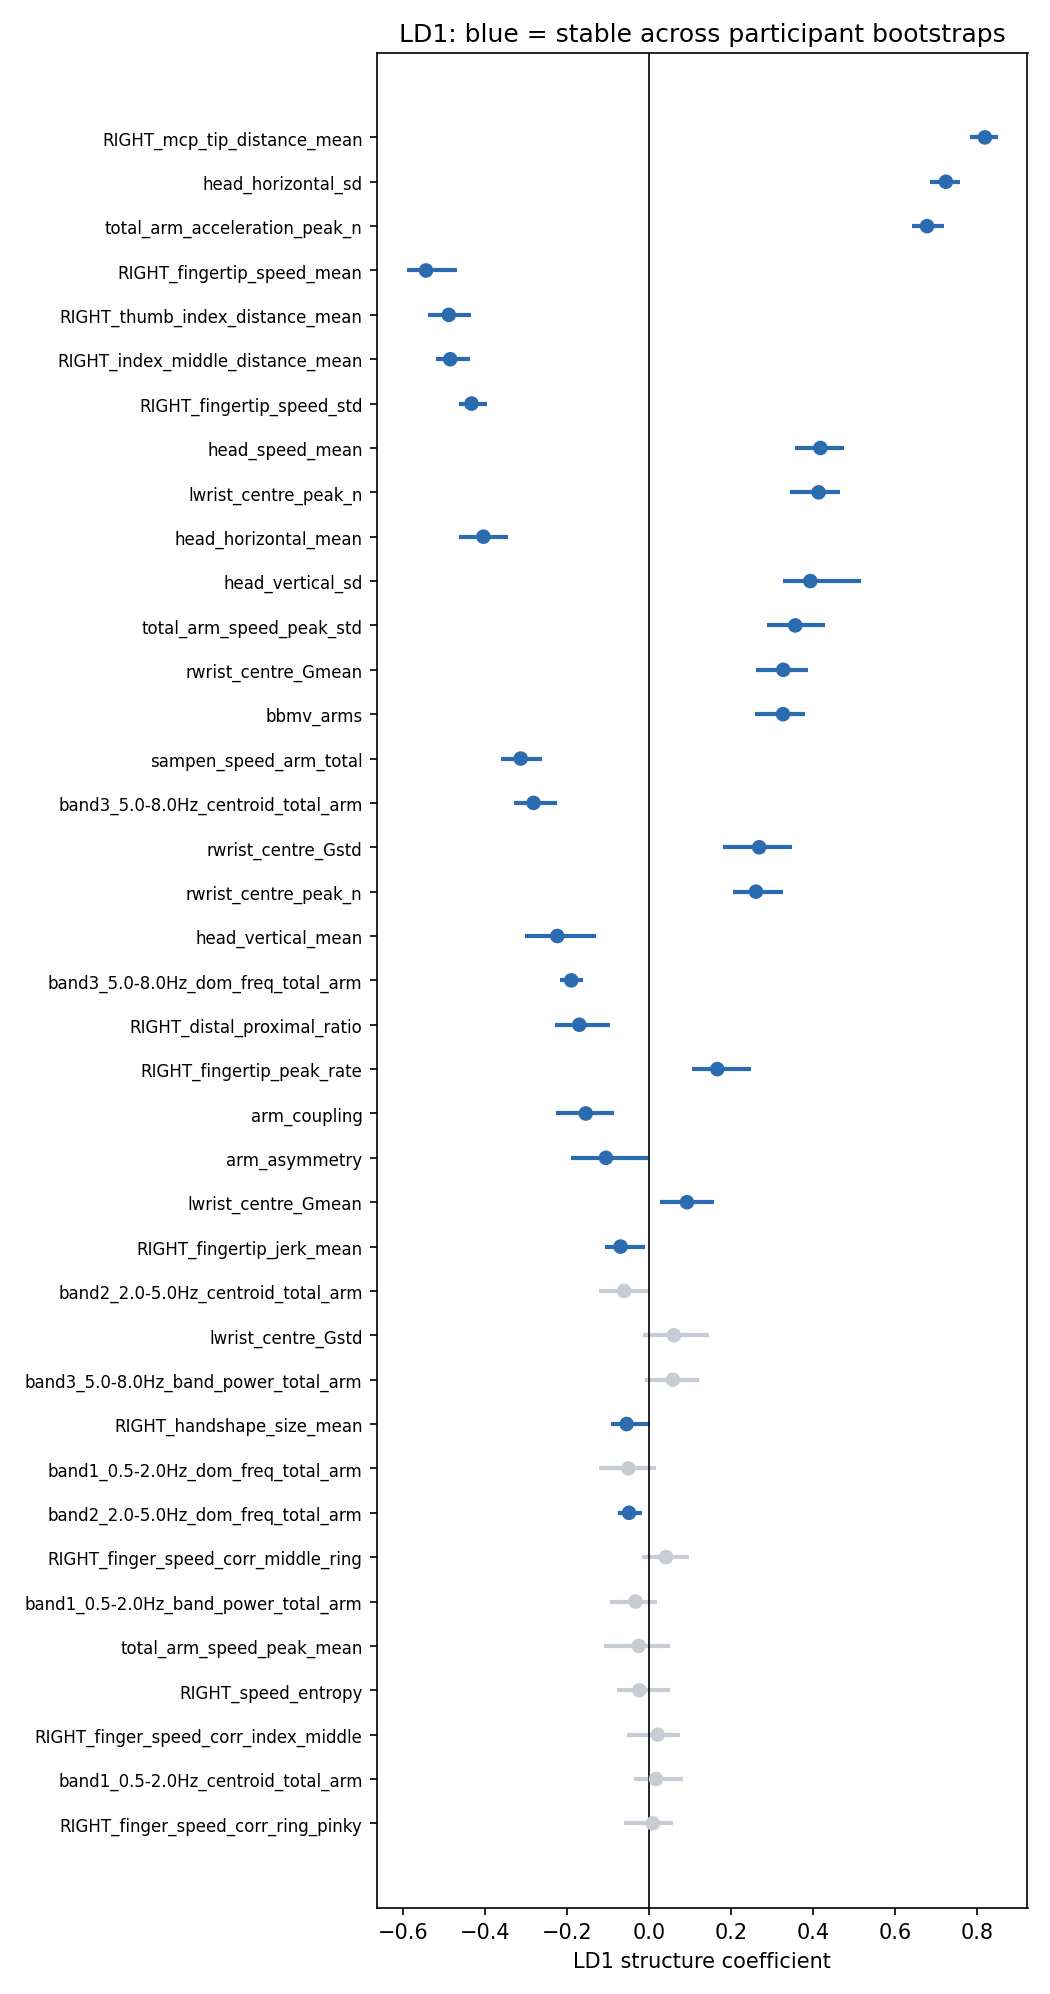 LD1: blue = stable across participant bootstraps
RIGHT_mcp_tip_distance_mean
head_horizontal_sd
total_arm_acceleration_peak_n
RIGHT_fingertip_speed_mean
RIGHT_thumb_index_distance_mean
RIGHT_index_middle_distance_mean
RIGHT_fingertip_speed_std
head_speed_mean
lwrist_centre_peak_n
head_horizontal_mean
head_vertical_sd
total_arm_speed_peak_std
rwrist_centre_Gmean
bbmv_arms
sampen_speed_arm_total
band3_5.0-8.0Hz_centroid_total_arm
rwrist_centre_Gstd
rwrist_centre_peak_n
head_vertical_mean
band3_5.0-8.0Hz_dom_freq_total_arm
RIGHT_distal_proximal_ratio
RIGHT_fingertip_peak_rate
arm_coupling
arm_asymmetry
lwrist_centre_Gmean
RIGHT_fingertip_jerk_mean
band2_2.0-5.0Hz_centroid_total_arm
lwrist_centre_Gstd
band3_5.0-8.0Hz_band_power_total_arm
RIGHT_handshape_size_mean
band1_0.5-2.0Hz_dom_freq_total_arm
band2_2.0-5.0Hz_dom_freq_total_arm
RIGHT_finger_speed_corr_middle_ring
band1_0.5-2.0Hz_band_power_total_arm
total_arm_speed_peak_mean
RIGHT_speed_entropy
RIGHT_finger_speed_corr_index_middle
band1_0.5-2.0Hz_centroid_total_arm
RIGHT_finger_speed_corr_ring_pinky
−0.6 −0.4 −0.2 0.0 0.2 0.4 0.6 0.8
LD1 structure coefficient